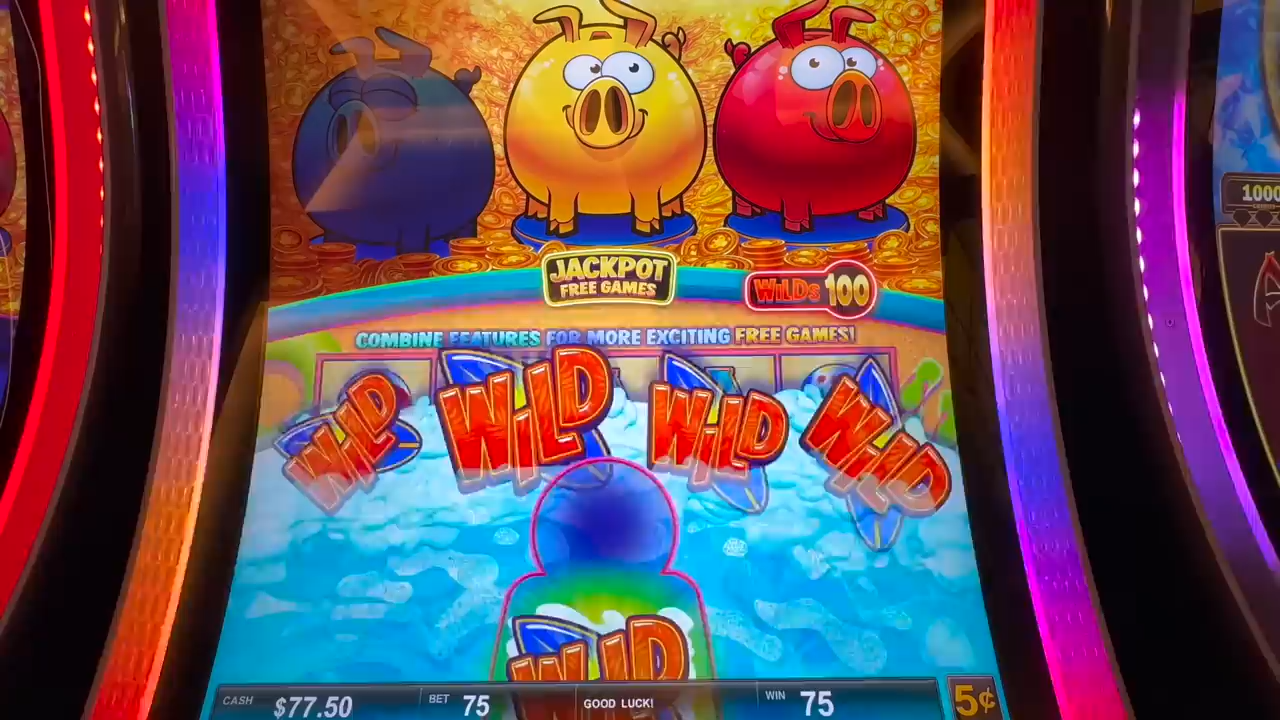 JACKPOT
FREE GAMES
WILDS 100
1000
COMBINE FEATURES FOR MORE EXCITING FREE GAMES!
WILD
WILD
WILD
WILD
WILD
CASH $77.50
BET 75
GOOD LUCK!
WIN 75
5¢